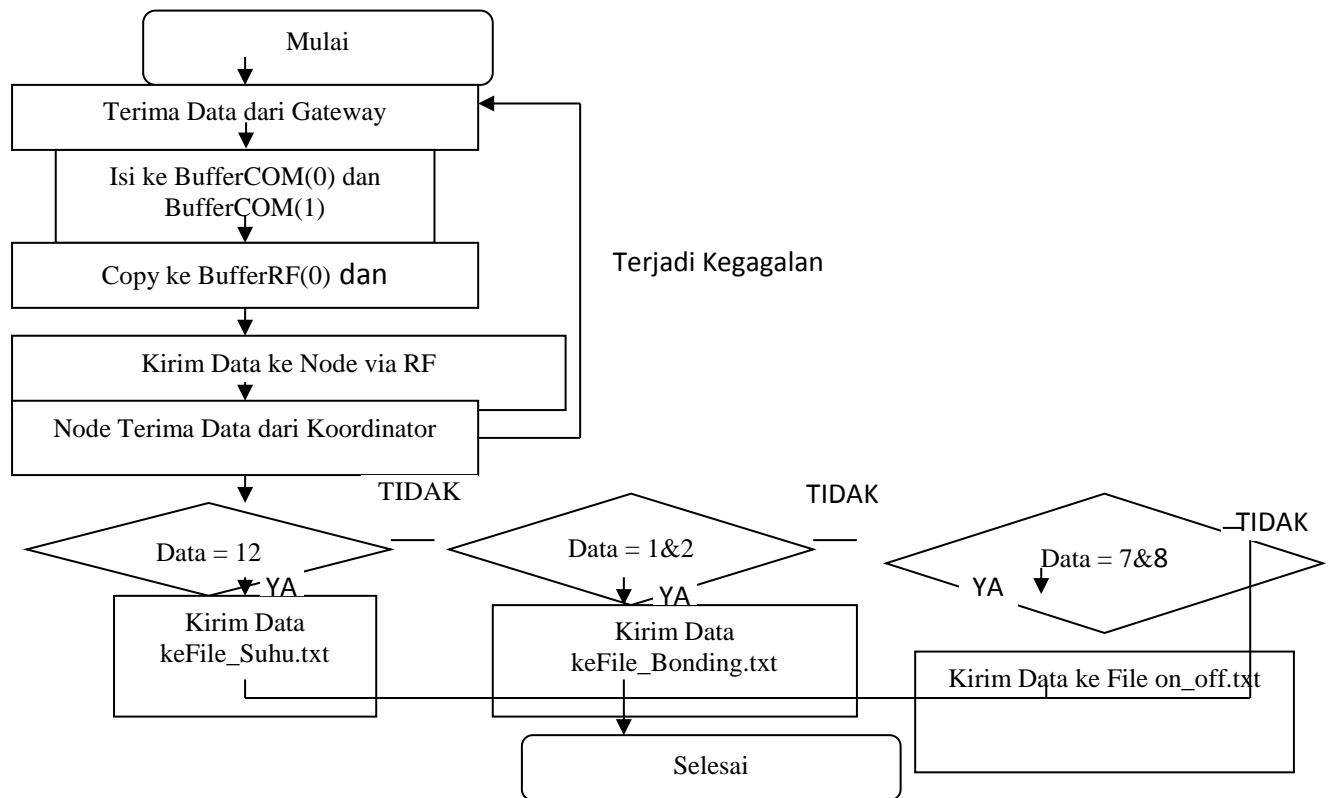 Mulai
Terima Data dari Gateway
Isi ke BufferCOM(0) dan
BufferCOM(1)
Copy ke BufferRF(0) dan
Terjadi Kegagalan
Kirim Data ke Node via RF
Node Terima Data dari Koordinator
TIDAK
TIDAK
TIDAK
Data = 12
Data = 1&2
Data = 7&8
YA
YA
YA
Kirim Data
keFile_Suhu.txt
Kirim Data
keFile_Bonding.txt
Kirim Data ke File on_off.txt
Selesai